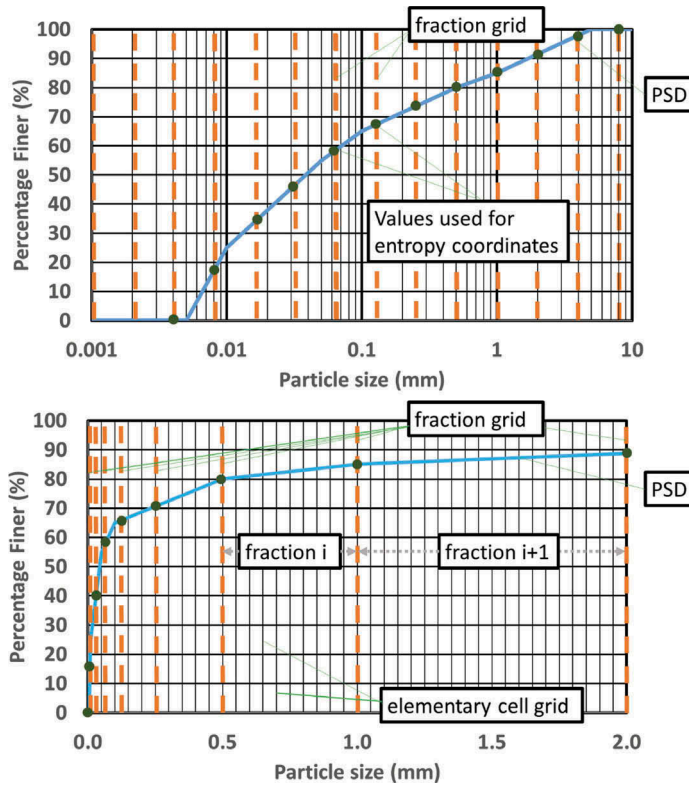 100
90
80
70
60
50
40
30
20
10
0
Percentage Finer (%)
fraction grid
PSD
Values used for
entropy coordinates
0.001
0.01
0.1
1
10
Particle size (mm)
100
90
80
70
60
50
40
30
20
10
0
Percentage Finer (%)
fraction grid
PSD
fraction i
fraction i+1
elementary cell grid
0.0
0.5
1.0
1.5
2.0
Particle size (mm)